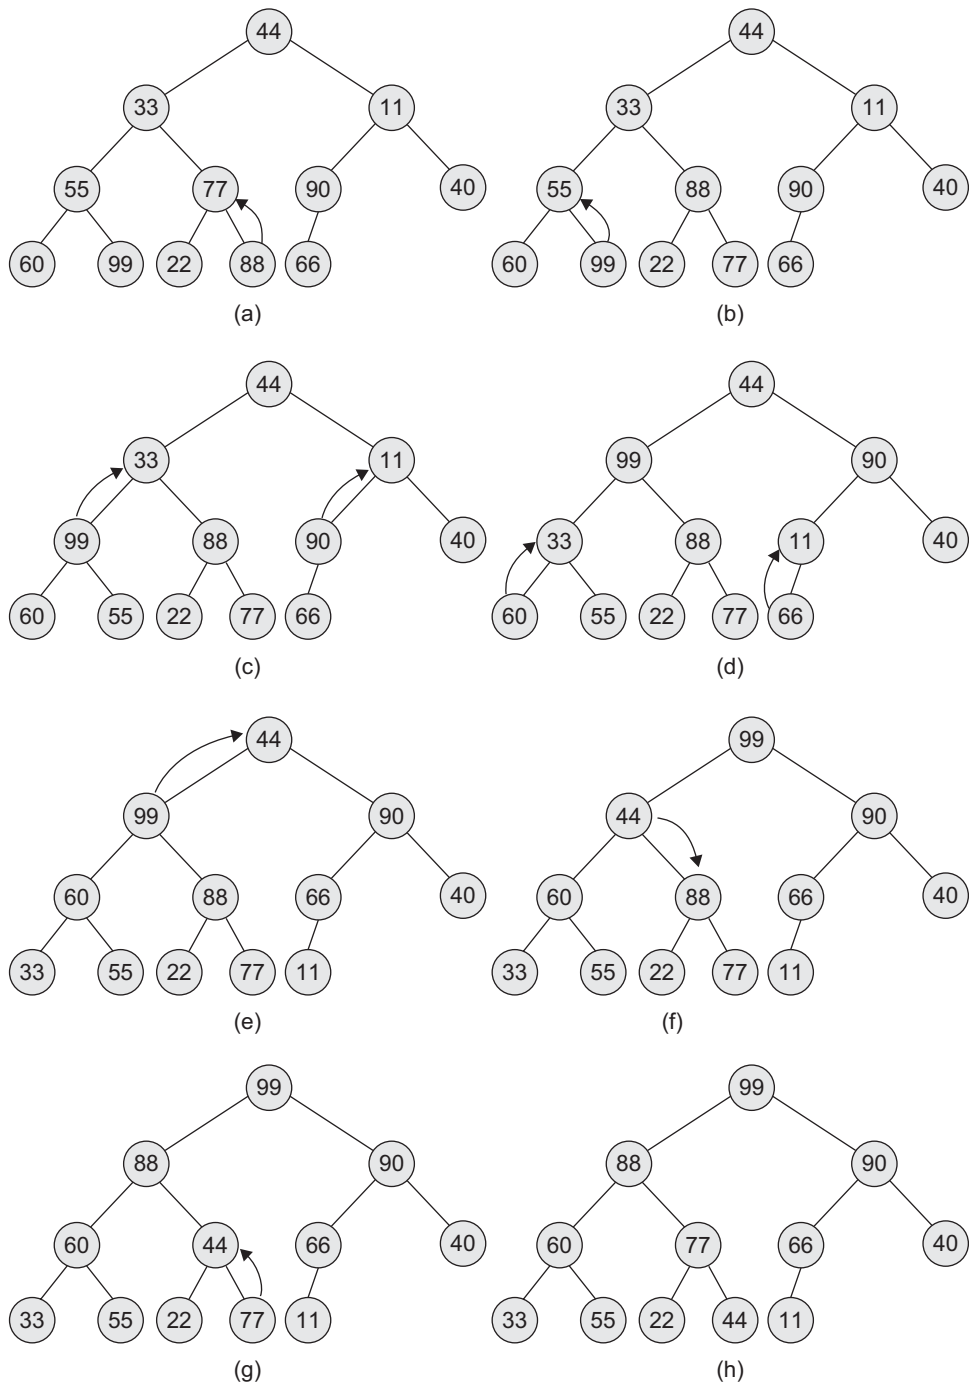 44 44
33 11 33 11
55 77 90 40 55 88 90 40
60 99 22 88 66 60 99 22 77 66
(a) (b)
44 44
33 11 99 90
99 88 90 40 33 88 11 40
60 55 22 77 66 60 55 22 77 66
(c) (d)
44 99
99 90 44 90
60 88 66 40 60 88 66 40
33 55 22 77 11 33 55 22 77 11
(e) (f)
99 99
88 90 88 90
60 44 66 40 60 77 66 40
33 55 22 77 11 33 55 22 44 11
(g) (h)